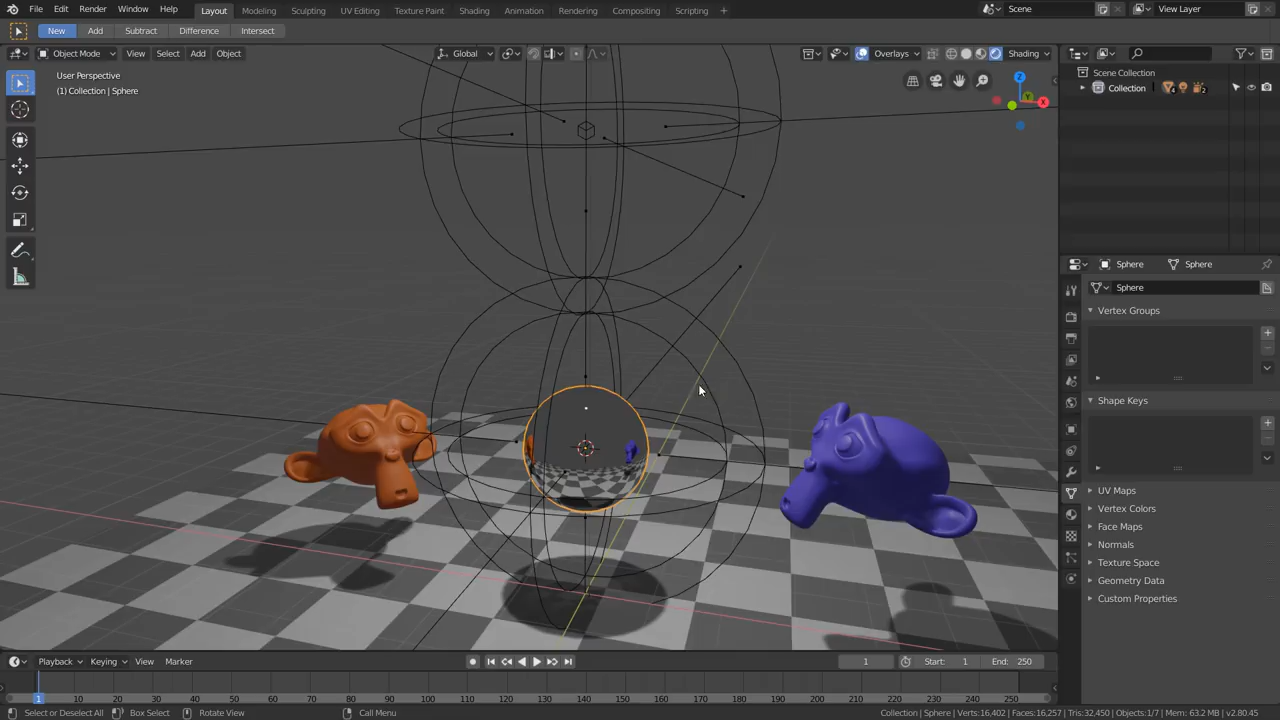 File Edit Render Window Help Layout Modeling Sculpting UV Editing Texture Paint Shading Animation Rendering Compositing Scripting + Scene View Layer
New Add Subtract Difference Intersect
Object Mode View Select Add Object Global Overlays Shading
User Perspective
(1) Collection | Sphere
Z
Y
X
Scene Collection
Collection 4 2
Sphere Sphere
Sphere
Vertex Groups
Shape Keys
UV Maps
Vertex Colors
Face Maps
Normals
Texture Space
Geometry Data
Custom Properties
Playback Keying View Marker 1 Start: 1 End: 250
1 10 20 30 40 50 60 70 80 90 100 110 120 130 140 150 160 170 180 190 200 210 220 230 240 250
Select or Deselect All Box Select Rotate View Call Menu Collection | Sphere | Verts:16,402 | Faces:16,257 | Tris:32,450 | Objects:1/7 | Mem: 63.2 MB | v2.80.45